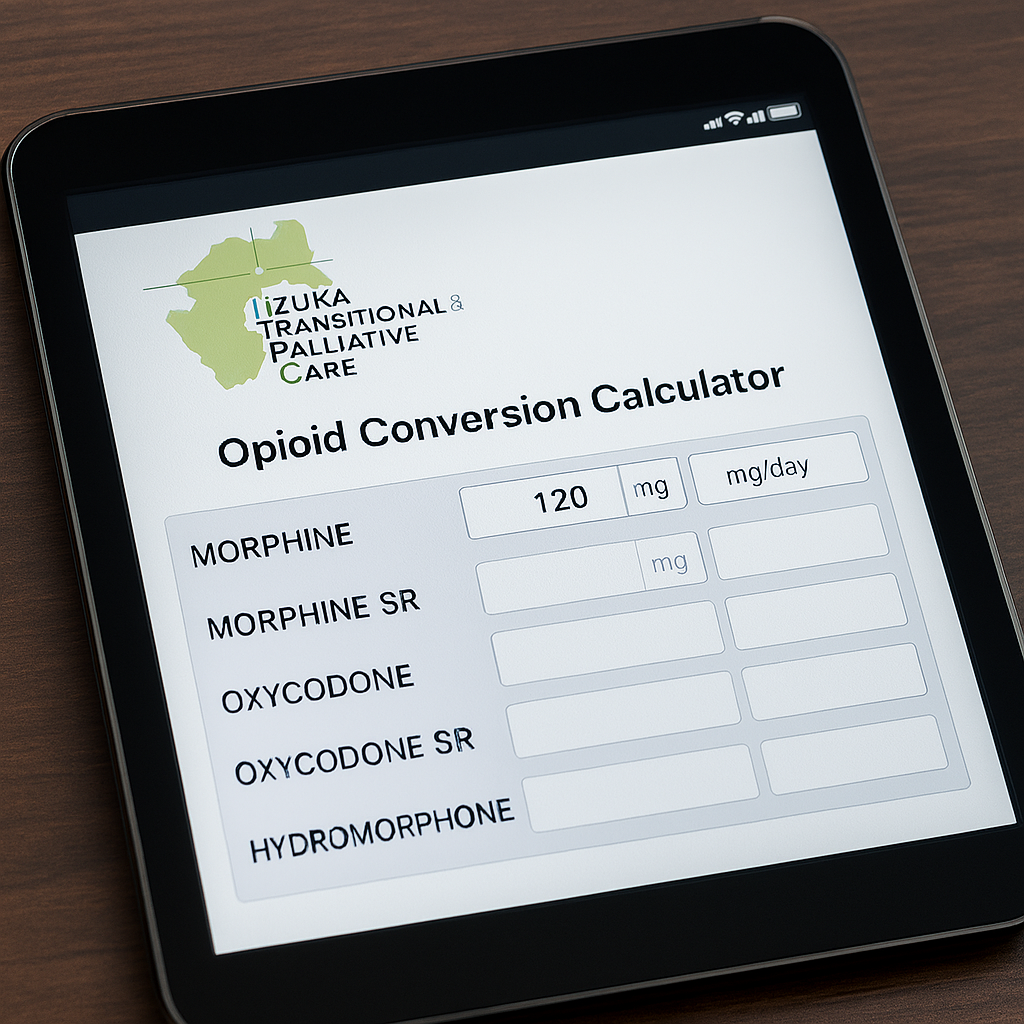 IiZUKA
TRANSITIONAL &
PALLIATIVE
CARE
Opioid Conversion Calculator
MORPHINE 120 mg mg/day
MORPHINE SR mg
OXYCODONE
OXYCODONE SR
HYDROMORPHONE